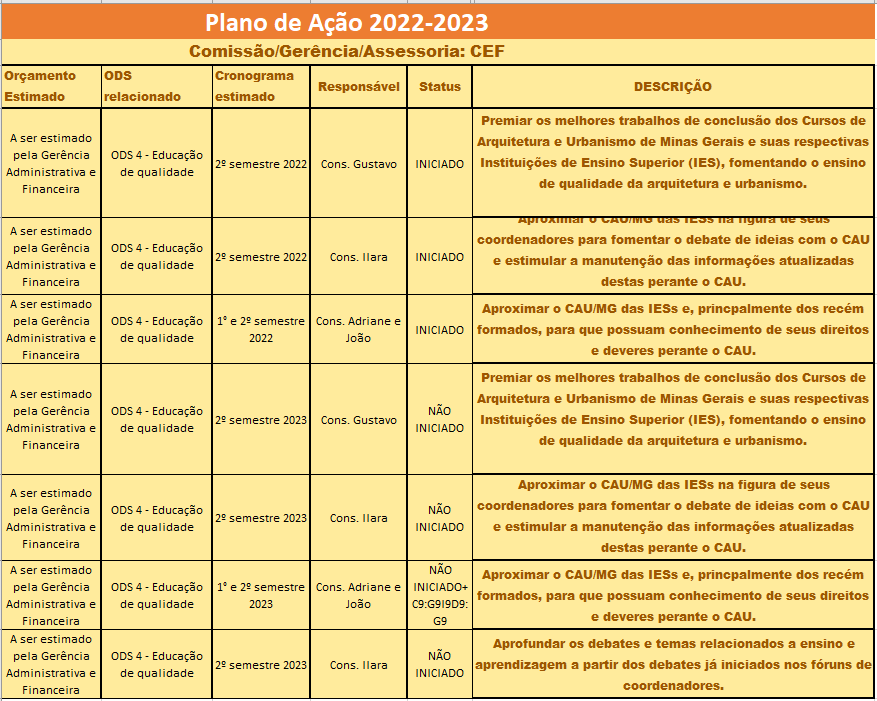 Plano de Ação 2022-2023
Comissão/Gerência/Assessoria: CEF
Orçamento
Estimado
ODS
relacionado
Cronograma
estimado
Responsável
Status
DESCRIÇÃO
A ser estimado
pela Gerência
Administrativa e
Financeira
ODS 4 - Educação
de qualidade
2º semestre 2022
Cons. Gustavo
INICIADO
Premiar os melhores trabalhos de conclusão dos Cursos de
Arquitetura e Urbanismo de Minas Gerais e suas respectivas
Instituições de Ensino Superior (IES), fomentando o ensino
de qualidade da arquitetura e urbanismo.
A ser estimado
pela Gerência
Administrativa e
Financeira
ODS 4 - Educação
de qualidade
2º semestre 2022
Cons. Ilara
INICIADO
Aproximar o CAU/MG das IESs na figura de seus
coordenadores para fomentar o debate de ideias com o CAU
e estimular a manutenção das informações atualizadas
destas perante o CAU.
A ser estimado
pela Gerência
Administrativa e
Financeira
ODS 4 - Educação
de qualidade
1° e 2º semestre
2022
Cons. Adriane e
João
INICIADO
Aproximar o CAU/MG das IESs e, princpalmente dos recém
formados, para que possuam conhecimento de seus direitos
e deveres perante o CAU.
A ser estimado
pela Gerência
Administrativa e
Financeira
ODS 4 - Educação
de qualidade
2º semestre 2023
Cons. Gustavo
NÃO
INICIADO
Premiar os melhores trabalhos de conclusão dos Cursos de
Arquitetura e Urbanismo de Minas Gerais e suas respectivas
Instituições de Ensino Superior (IES), fomentando o ensino
de qualidade da arquitetura e urbanismo.
A ser estimado
pela Gerência
Administrativa e
Financeira
ODS 4 - Educação
de qualidade
2º semestre 2023
Cons. Ilara
NÃO
INICIADO
Aproximar o CAU/MG das IESs na figura de seus
coordenadores para fomentar o debate de ideias com o CAU
e estimular a manutenção das informações atualizadas
destas perante o CAU.
A ser estimado
pela Gerência
Administrativa e
Financeira
ODS 4 - Educação
de qualidade
1° e 2º semestre
2023
Cons. Adriane e
João
NÃO
INICIADO+
C9:G9I9D9:
G9
Aproximar o CAU/MG das IESs e, princpalmente dos recém
formados, para que possuam conhecimento de seus direitos
e deveres perante o CAU.
A ser estimado
pela Gerência
Administrativa e
Financeira
ODS 4 - Educação
de qualidade
2º semestre 2023
Cons. Ilara
NÃO
INICIADO
Aprofundar os debates e temas relacionados a ensino e
aprendizagem a partir dos debates já iniciados nos fóruns de
coordenadores.